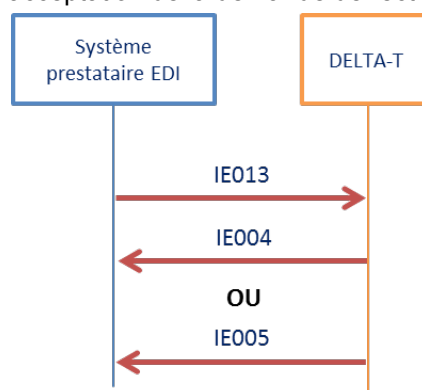 Système
prestataire EDI
DELTA-T
IE013
IE004
OU
IE005